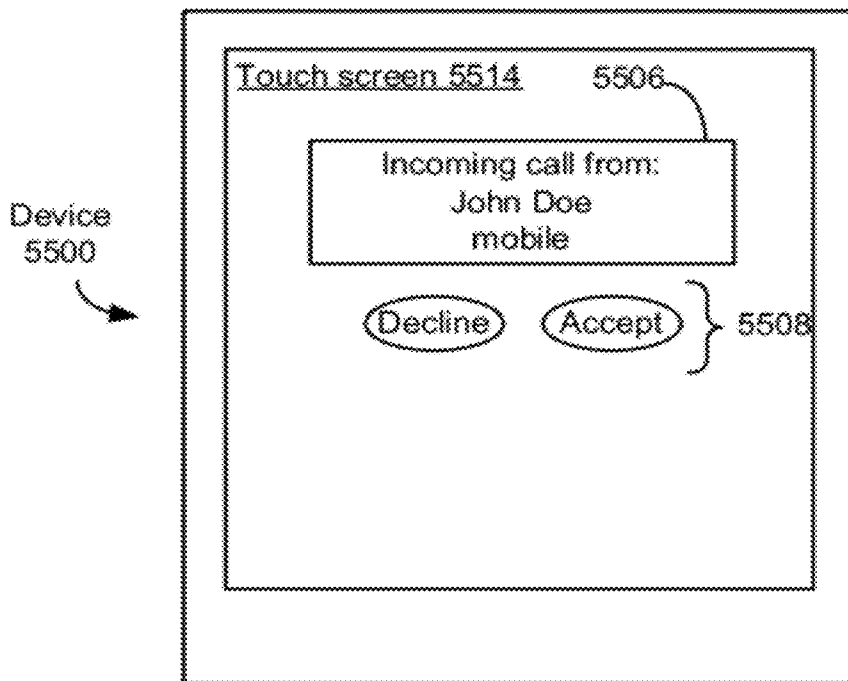 Touch screen 5514
5506
Incoming call from:
John Doe
mobile
Device
5500
Decline
Accept
5508